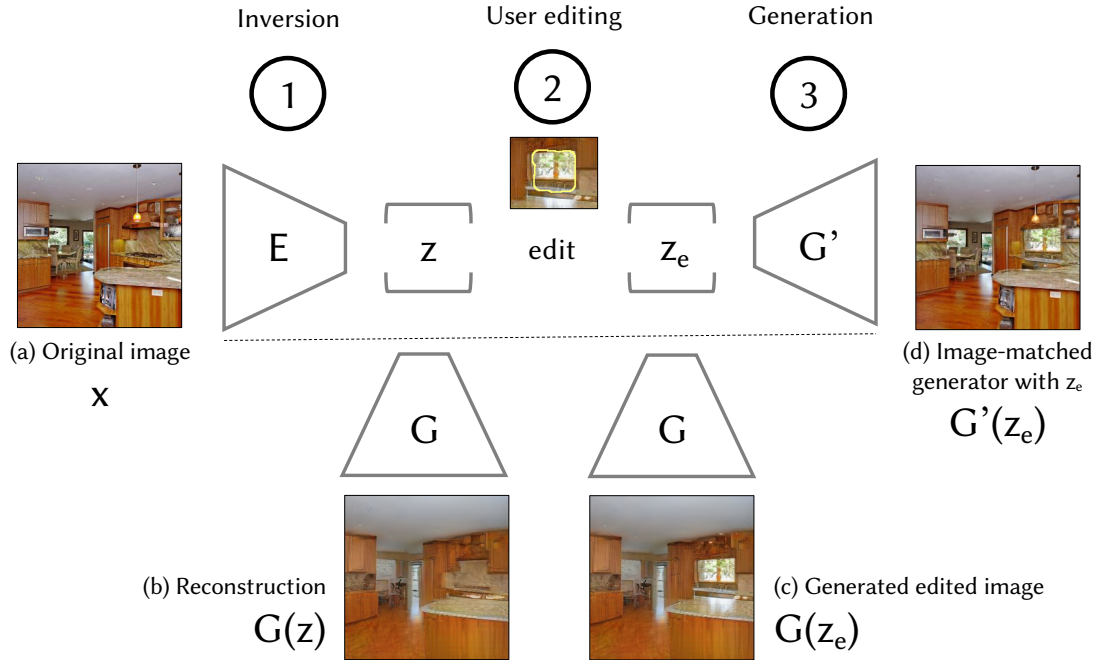 Inversion
User editing
Generation
1
2
3
E
z
edit
zₑ
G’
(a) Original image
x
(d) Image-matched
generator with zₑ
G’(zₑ)
G
G
(b) Reconstruction
G(z)
(c) Generated edited image
G(zₑ)